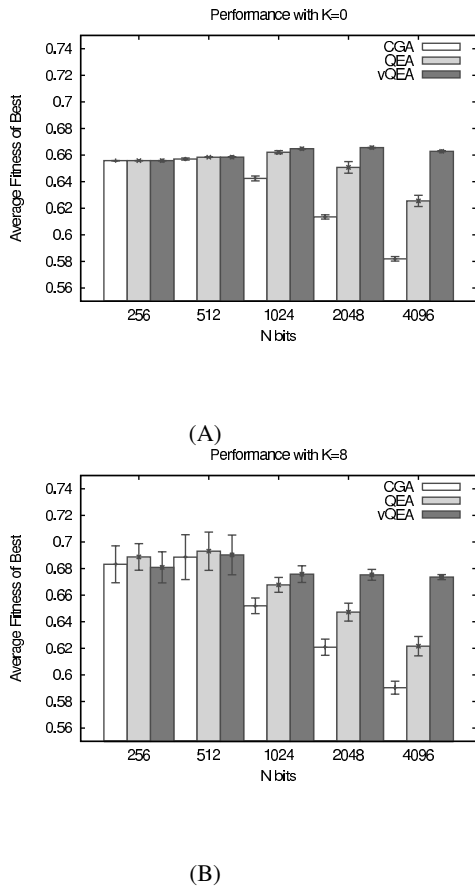 Performance with K=0
CGA
QEA
vQEA
0.74
0.72
0.7
0.68
0.66
0.64
0.62
0.6
0.58
0.56
Average Fitness of Best
256 512 1024 2048 4096
N bits
(A)
Performance with K=8
CGA
QEA
vQEA
0.74
0.72
0.7
0.68
0.66
0.64
0.62
0.6
0.58
0.56
Average Fitness of Best
256 512 1024 2048 4096
N bits
(B)